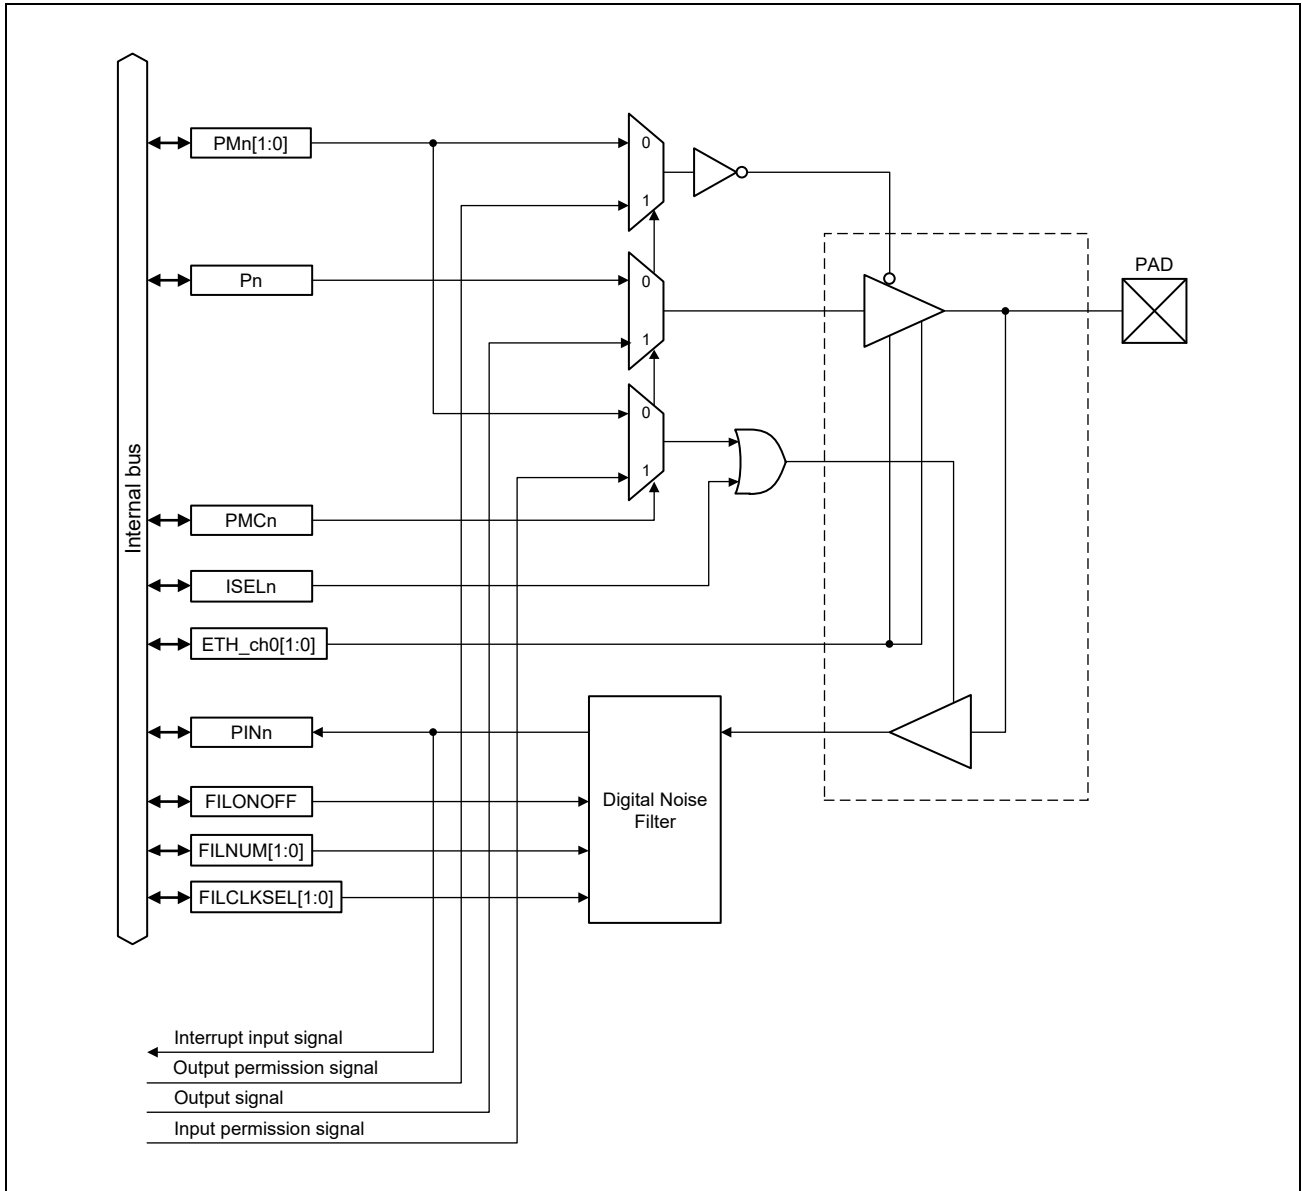 PMn[1:0]
0
1
Pn
0
1
PAD
0
1
Internal bus
PMCn
ISELn
ETH_ch0[1:0]
PINn
FILONOFF
Digital Noise
Filter
FILNUM[1:0]
FILCLKSEL[1:0]
Interrupt input signal
Output permission signal
Output signal
Input permission signal